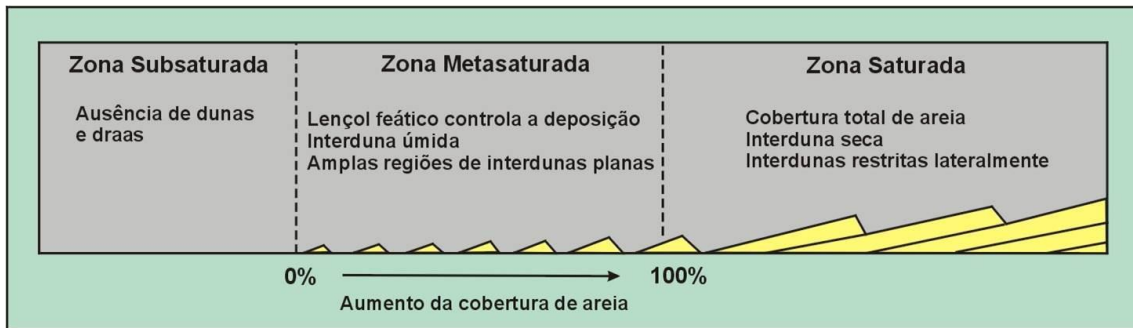 Zona Subsaturada
Ausência de dunas
e draas
Zona Metasaturada
Lençol feático controla a deposição
Interduna úmida
Amplas regiões de interdunas planas
Zona Saturada
Cobertura total de areia
Interduna seca
Interdunas restritas lateralmente
0%
100%
Aumento da cobertura de areia